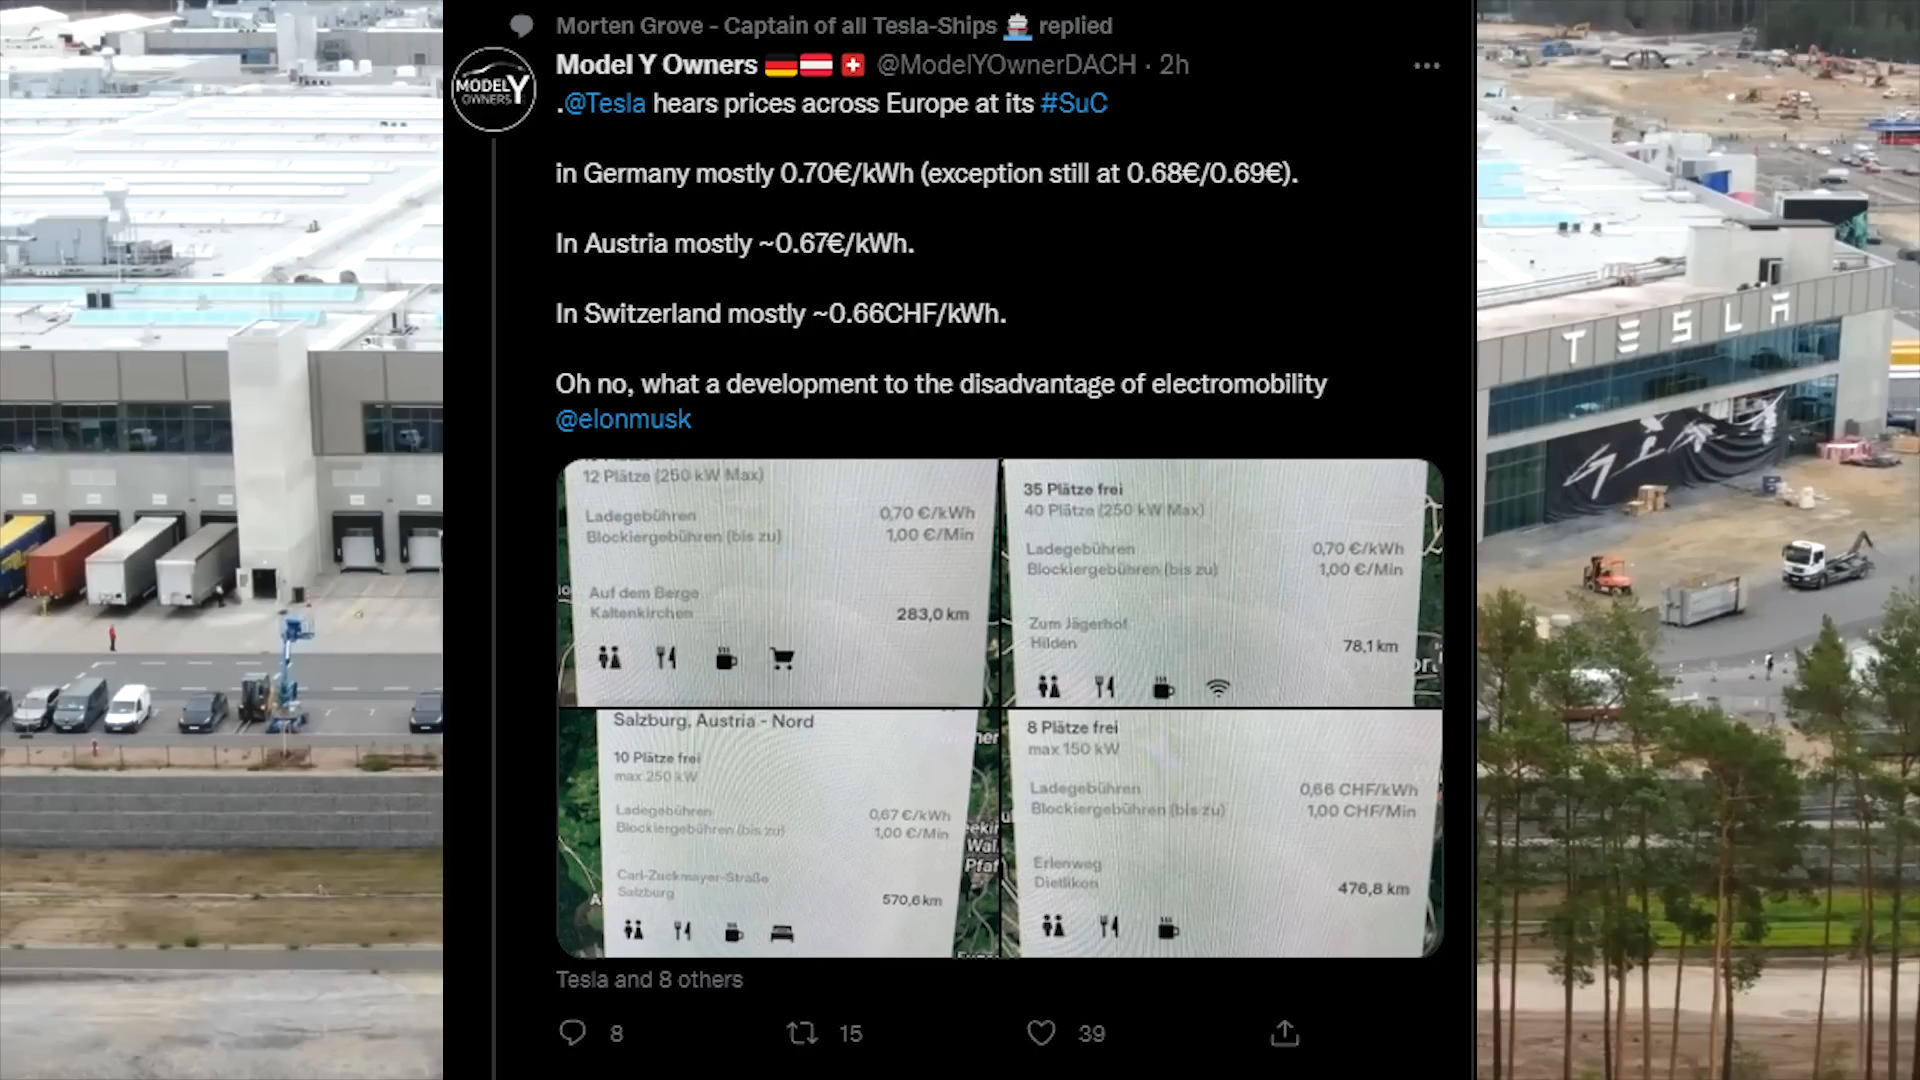 Morten Grove - Captain of all Tesla-Ships 🚢 replied
Model Y Owners 🇩🇪🇦🇹🇨🇭 @ModelYOwnerDACH · 2h
MODEL Y
OWNERS
.@Tesla hears prices across Europe at its #SuC
in Germany mostly 0.70€/kWh (exception still at 0.68€/0.69€).
In Austria mostly ~0.67€/kWh.
In Switzerland mostly ~0.66CHF/kWh.
Oh no, what a development to the disadvantage of electromobility
@elonmusk
12 Plätze (250 kW Max)
Ladegebühren 0,70 €/kWh
Blockiergebühren (bis zu) 1,00 €/Min
Auf dem Berge
Kaltenkirchen 283,0 km
35 Plätze frei
40 Plätze (250 kW Max)
Ladegebühren 0,70 €/kWh
Blockiergebühren (bis zu) 1,00 €/Min
Zum Jägerhof
Hilden 78,1 km
Salzburg, Austria - Nord
10 Plätze frei
max 250 kW
Ladegebühren 0,67 €/kWh
Blockiergebühren (bis zu) 1,00 €/Min
Carl-Zuckmayer-Straße
Salzburg 570,6 km
8 Plätze frei
max 150 kW
Ladegebühren 0,66 CHF/kWh
Blockiergebühren (bis zu) 1,00 CHF/Min
Erlenweg
Dietlikon 476,8 km
Tesla and 8 others
8 15 39
TESLA